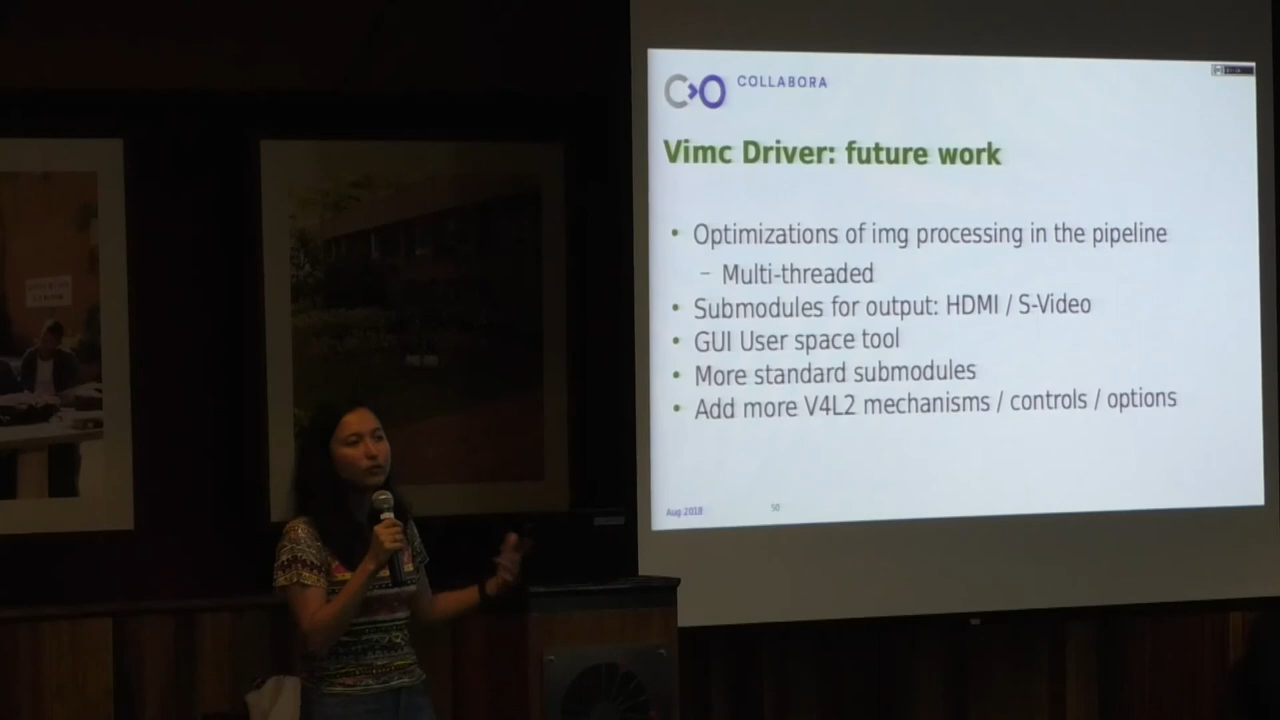 COLLABORA
Vimc Driver: future work
• Optimizations of img processing in the pipeline
– Multi-threaded
• Submodules for output: HDMI / S-Video
• GUI User space tool
• More standard submodules
• Add more V4L2 mechanisms / controls / options
Aug 2018
50